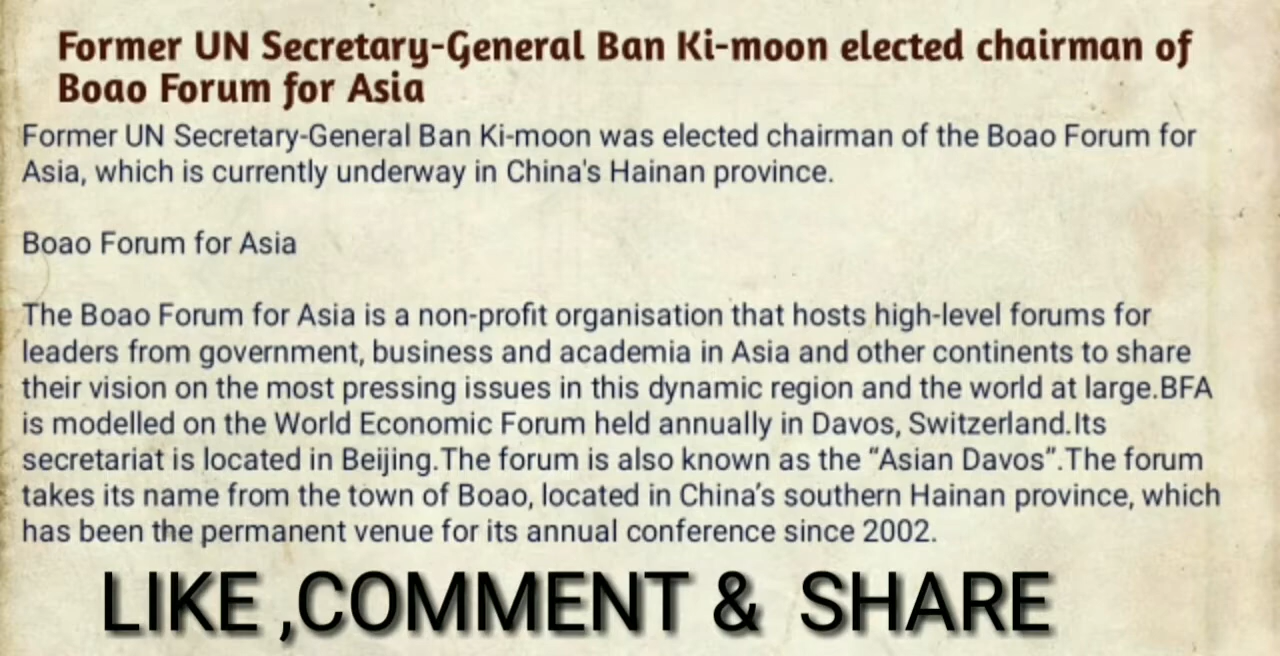 Former UN Secretary-General Ban Ki-moon elected chairman of
Boao Forum for Asia
Former UN Secretary-General Ban Ki-moon was elected chairman of the Boao Forum for
Asia, which is currently underway in China's Hainan province.
Boao Forum for Asia
The Boao Forum for Asia is a non-profit organisation that hosts high-level forums for
leaders from government, business and academia in Asia and other continents to share
their vision on the most pressing issues in this dynamic region and the world at large.BFA
is modelled on the World Economic Forum held annually in Davos, Switzerland.Its
secretariat is located in Beijing.The forum is also known as the “Asian Davos”.The forum
takes its name from the town of Boao, located in China’s southern Hainan province, which
has been the permanent venue for its annual conference since 2002.
LIKE ,COMMENT & SHARE